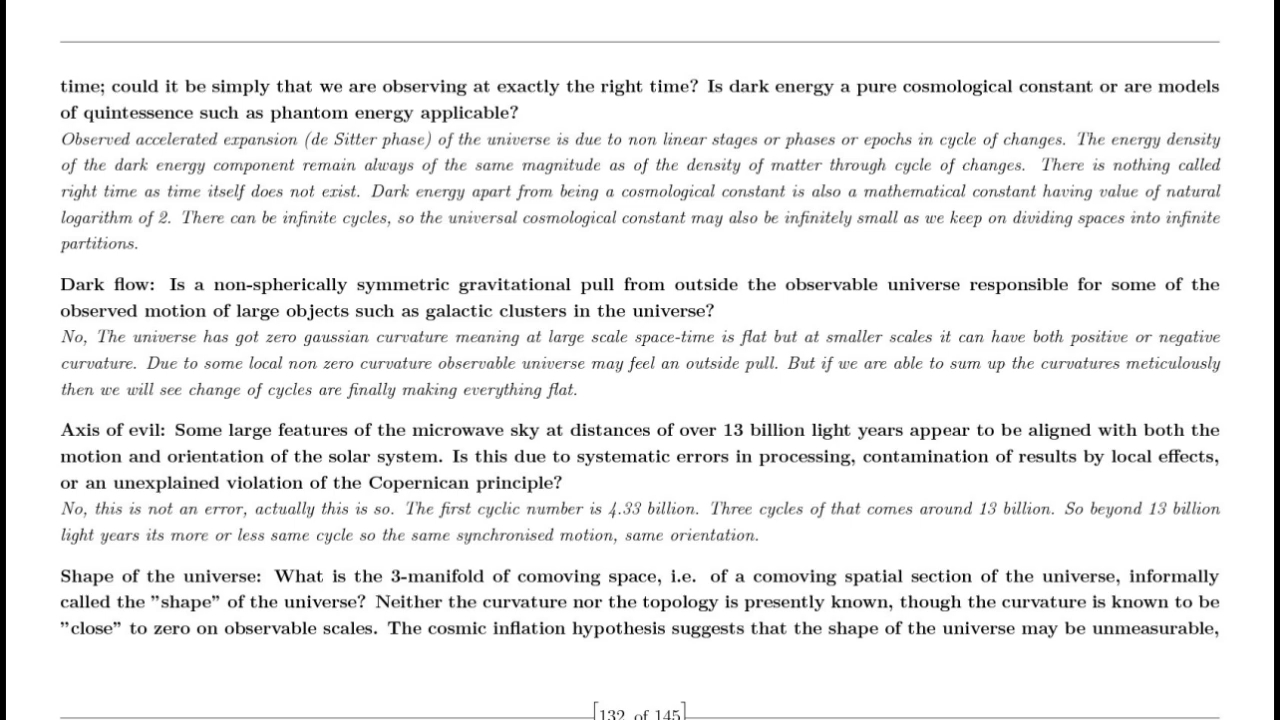 time; could it be simply that we are observing at exactly the right time? Is dark energy a pure cosmological constant or are models
of quintessence such as phantom energy applicable?
Observed accelerated expansion (de Sitter phase) of the universe is due to non linear stages or phases or epochs in cycle of changes. The energy density
of the dark energy component remain always of the same magnitude as of the density of matter through cycle of changes. There is nothing called
right time as time itself does not exist. Dark energy apart from being a cosmological constant is also a mathematical constant having value of natural
logarithm of 2. There can be infinite cycles, so the universal cosmological constant may also be infinitely small as we keep on dividing spaces into infinite
partitions.
Dark flow: Is a non-spherically symmetric gravitational pull from outside the observable universe responsible for some of the
observed motion of large objects such as galactic clusters in the universe?
No, The universe has got zero gaussian curvature meaning at large scale space-time is flat but at smaller scales it can have both positive or negative
curvature. Due to some local non zero curvature observable universe may feel an outside pull. But if we are able to sum up the curvatures meticulously
then we will see change of cycles are finally making everything flat.
Axis of evil: Some large features of the microwave sky at distances of over 13 billion light years appear to be aligned with both the
motion and orientation of the solar system. Is this due to systematic errors in processing, contamination of results by local effects,
or an unexplained violation of the Copernican principle?
No, this is not an error, actually this is so. The first cyclic number is 4.33 billion. Three cycles of that comes around 13 billion. So beyond 13 billion
light years its more or less same cycle so the same synchronised motion, same orientation.
Shape of the universe: What is the 3-manifold of comoving space, i.e. of a comoving spatial section of the universe, informally
called the ”shape” of the universe? Neither the curvature nor the topology is presently known, though the curvature is known to be
”close” to zero on observable scales. The cosmic inflation hypothesis suggests that the shape of the universe may be unmeasurable,
[132 of 145]